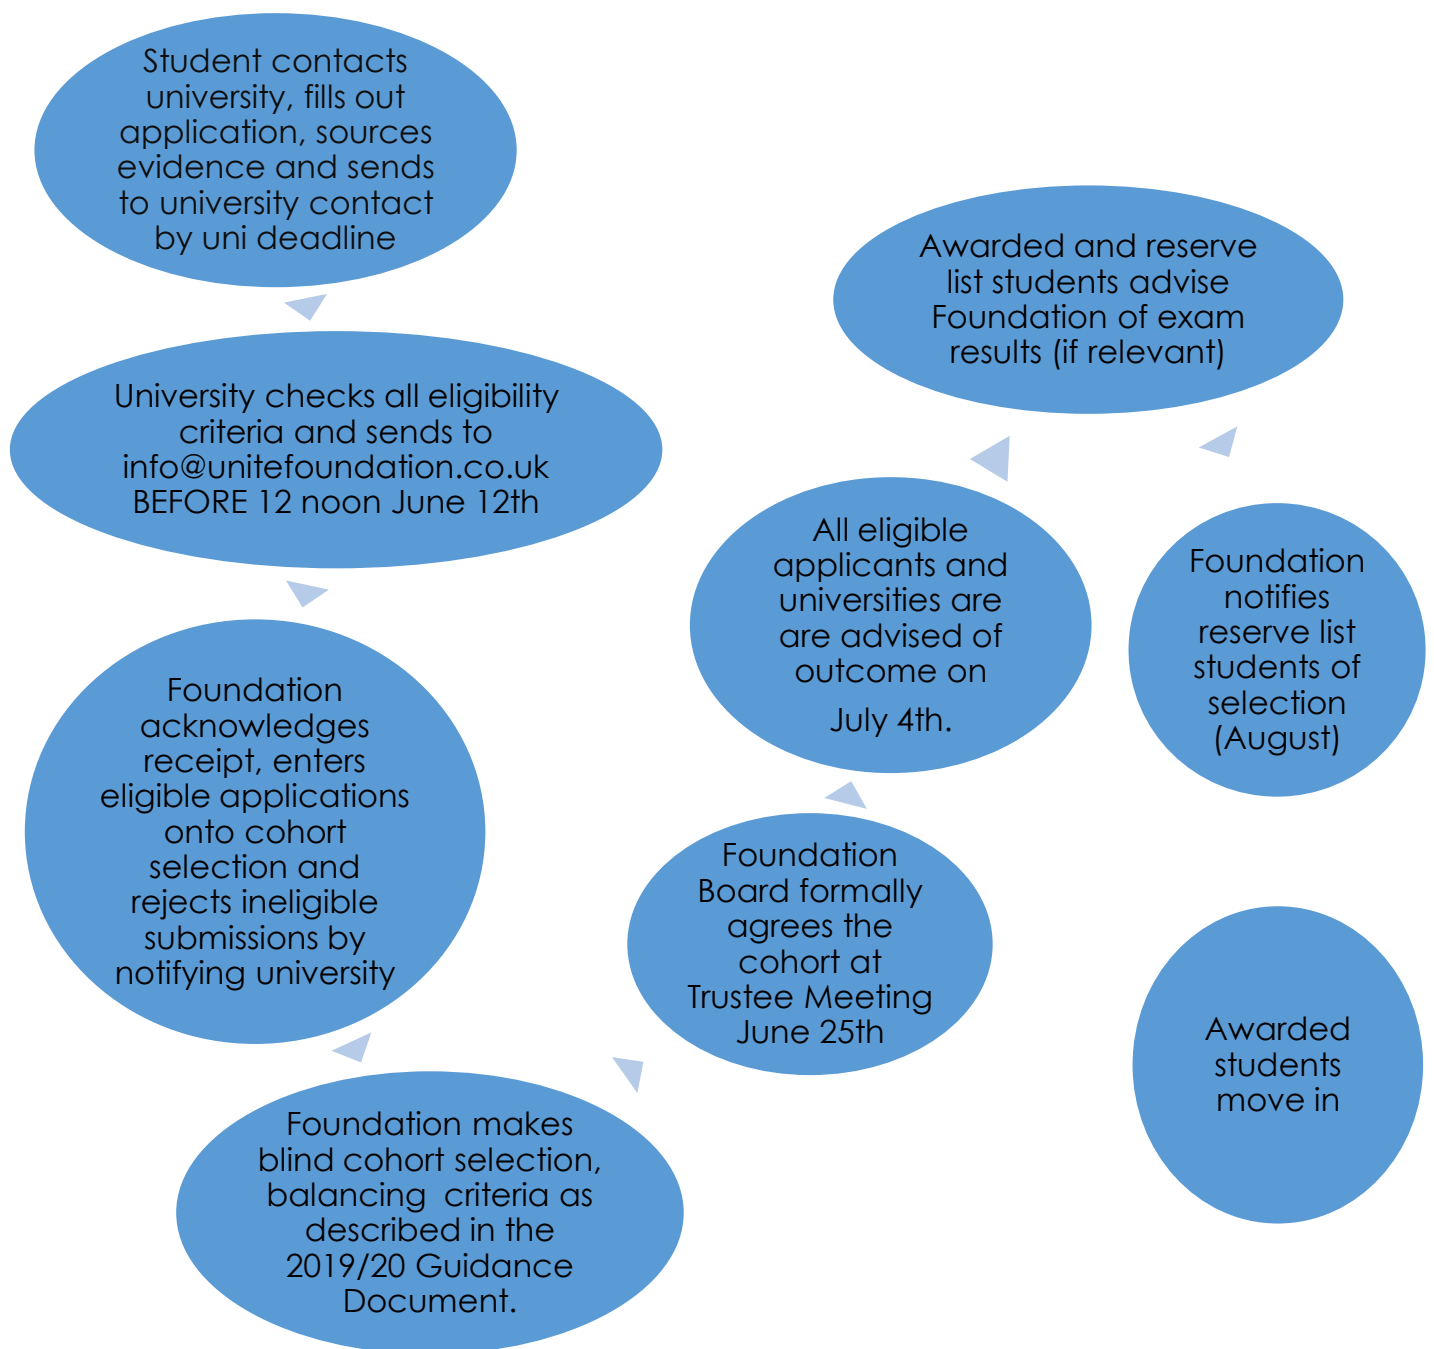 Student contacts
university, fills out
application, sources
evidence and sends
to university contact
by uni deadline
University checks all eligibility
criteria and sends to
info@unitefoundation.co.uk
BEFORE 12 noon June 12th
Foundation
acknowledges
receipt, enters
eligible applications
onto cohort
selection and
rejects ineligible
submissions by
notifying university
Foundation makes
blind cohort selection,
balancing criteria as
described in the
2019/20 Guidance
Document.
Foundation
Board formally
agrees the
cohort at
Trustee Meeting
June 25th
All eligible
applicants and
universities are
are advised of
outcome on
July 4th.
Awarded and reserve
list students advise
Foundation of exam
results (if relevant)
Foundation
notifies
reserve list
students of
selection
(August)
Awarded
students
move in